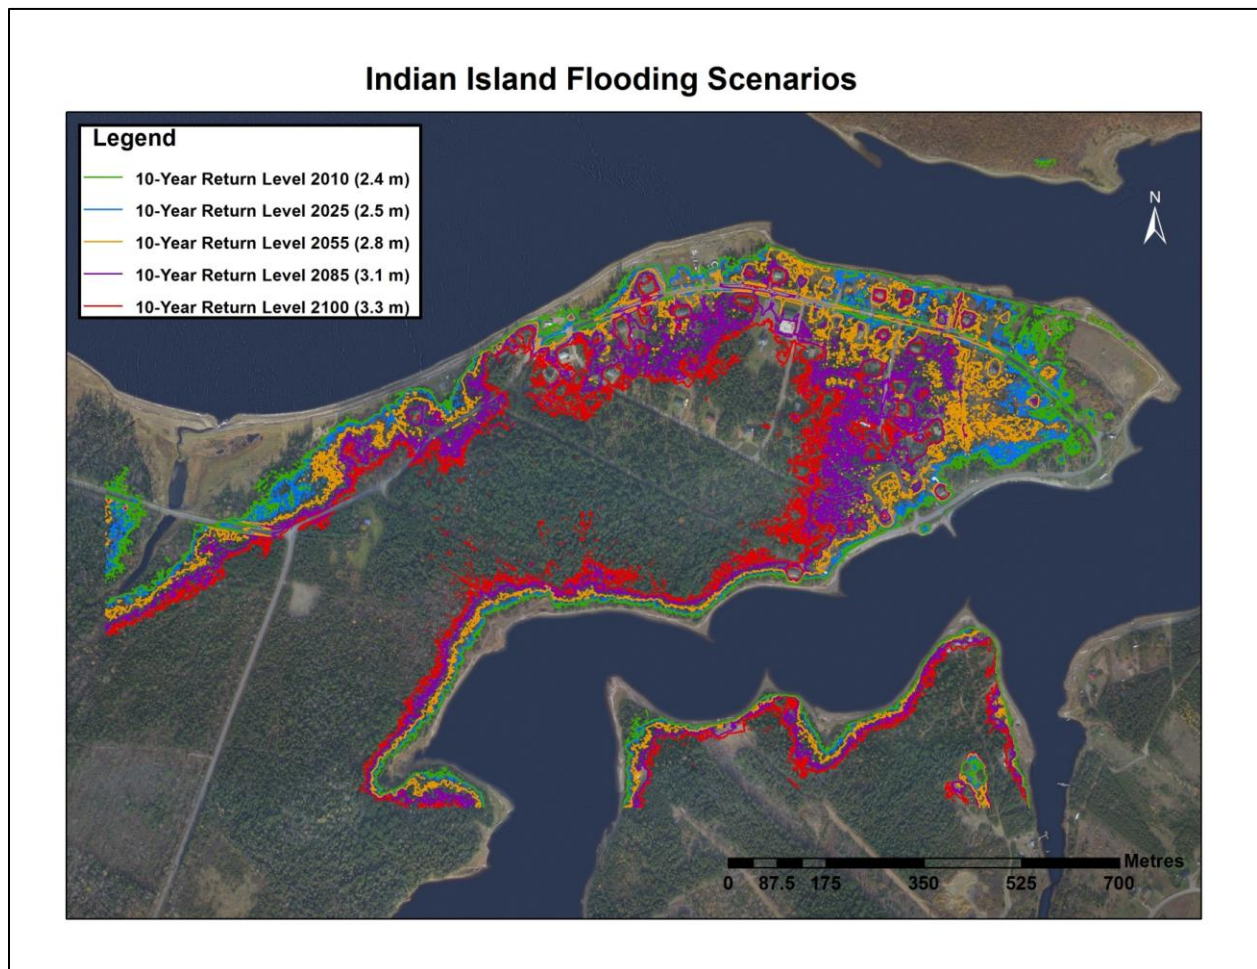 Indian Island Flooding Scenarios
Legend
10-Year Return Level 2010 (2.4 m)
10-Year Return Level 2025 (2.5 m)
10-Year Return Level 2055 (2.8 m)
10-Year Return Level 2085 (3.1 m)
10-Year Return Level 2100 (3.3 m)
N
Metres
0 87.5 175 350 525 700